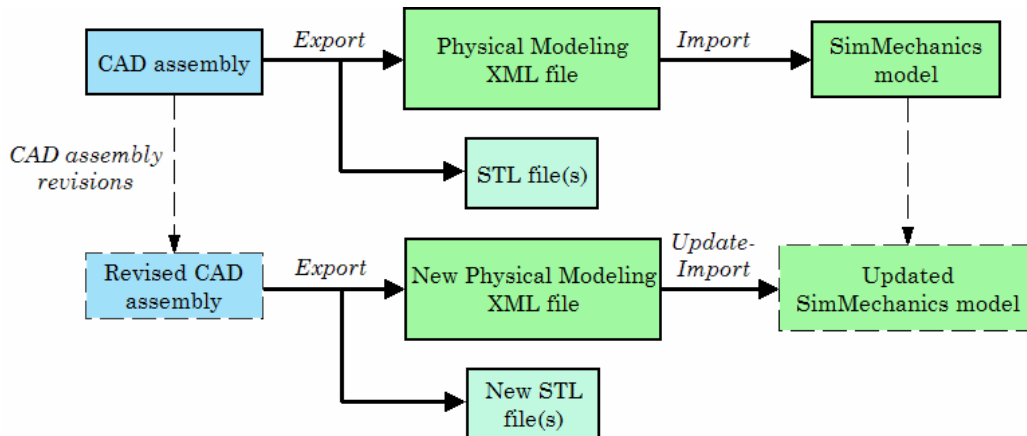 Export
Import
CAD assembly
Physical Modeling
XML file
SimMechanics
model
CAD assembly
revisions
STL file(s)
Revised CAD
assembly
Export
New Physical Modeling
XML file
Update-
Import
Updated
SimMechanics model
New STL
file(s)